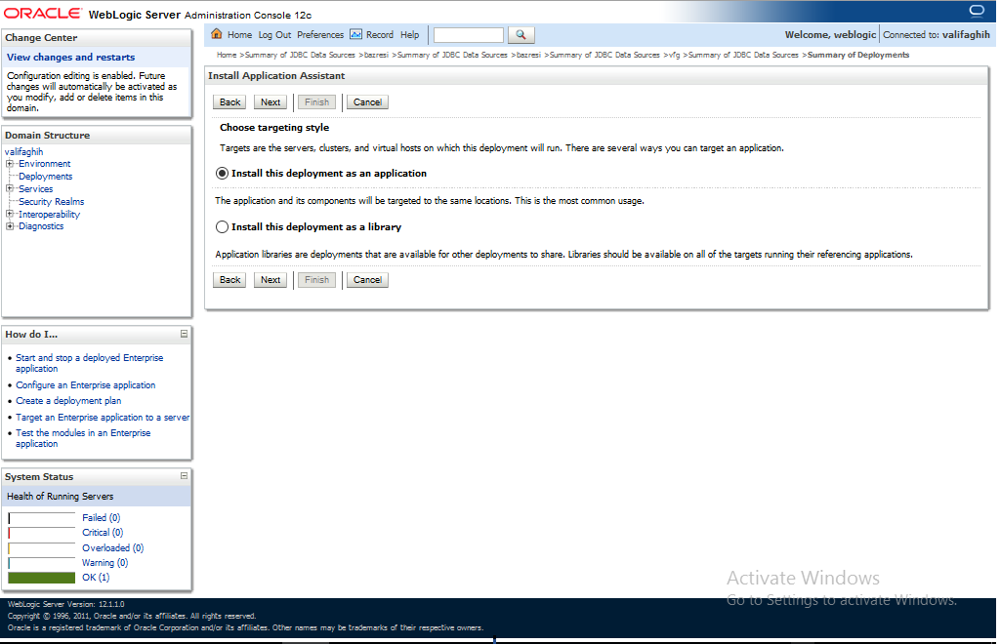 ORACLE WebLogic Server Administration Console 12c
Change Center
View changes and restarts
Configuration editing is enabled. Future
changes will automatically be activated as
you modify, add or delete items in this
domain.
Domain Structure
valifaghih
Environment
Deployments
Services
Security Realms
Interoperability
Diagnostics
How do I...
Start and stop a deployed Enterprise
application
Configure an Enterprise application
Create a deployment plan
Target an Enterprise application to a server
Test the modules in an Enterprise
application
System Status
Health of Running Servers
Failed (0)
Critical (0)
Overloaded (0)
Warning (0)
OK (1)
Home Log Out Preferences Record Help
Welcome, weblogic Connected to: valifaghih
Home >Summary of JDBC Data Sources >bazresi >Summary of JDBC Data Sources >bazresi >Summary of JDBC Data Sources >vfg >Summary of JDBC Data Sources >Summary of Deployments
Install Application Assistant
Back Next Finish Cancel
Choose targeting style
Targets are the servers, clusters, and virtual hosts on which this deployment will run. There are several ways you can target an application.
Install this deployment as an application
The application and its components will be targeted to the same locations. This is the most common usage.
Install this deployment as a library
Application libraries are deployments that are available for other deployments to share. Libraries should be available on all of the targets running their referencing applications.
Back Next Finish Cancel
Activate Windows
Go to Settings to activate Windows.
WebLogic Server Version: 12.1.1.0
Copyright © 1996, 2011, Oracle and/or its affiliates. All rights reserved.
Oracle is a registered trademark of Oracle Corporation and/or its affiliates. Other names may be trademarks of their respective owners.